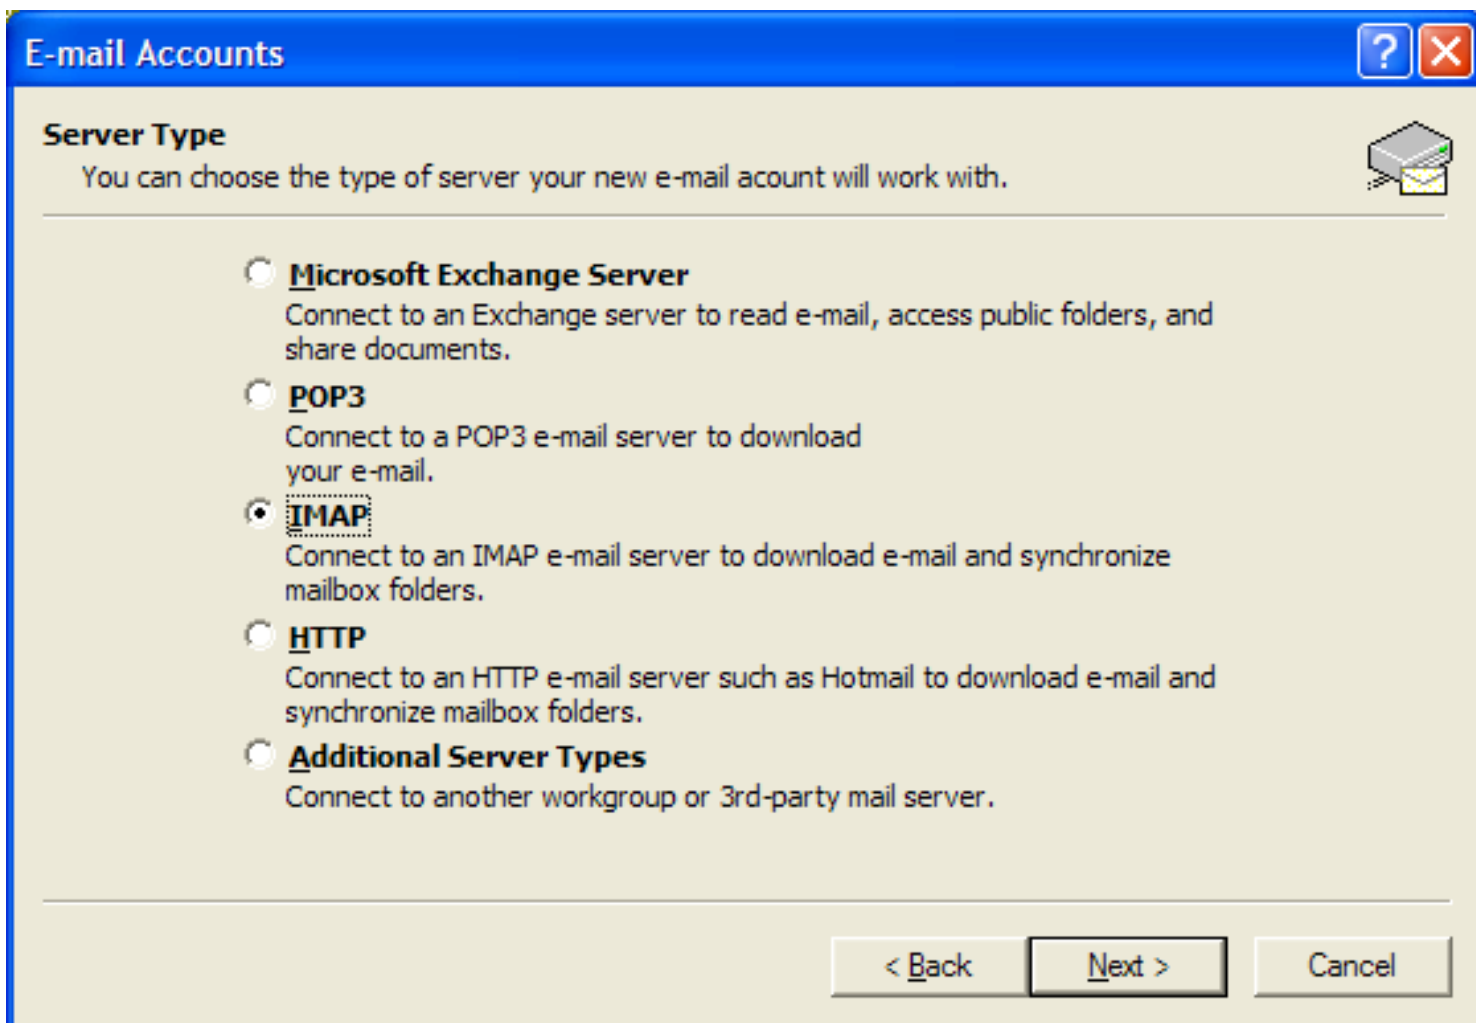 E-mail Accounts
?
Server Type
You can choose the type of server your new e-mail acount will work with.
Microsoft Exchange Server
Connect to an Exchange server to read e-mail, access public folders, and
share documents.
POP3
Connect to a POP3 e-mail server to download
your e-mail.
IMAP
Connect to an IMAP e-mail server to download e-mail and synchronize
mailbox folders.
HTTP
Connect to an HTTP e-mail server such as Hotmail to download e-mail and
synchronize mailbox folders.
Additional Server Types
Connect to another workgroup or 3rd-party mail server.
< Back
Next >
Cancel